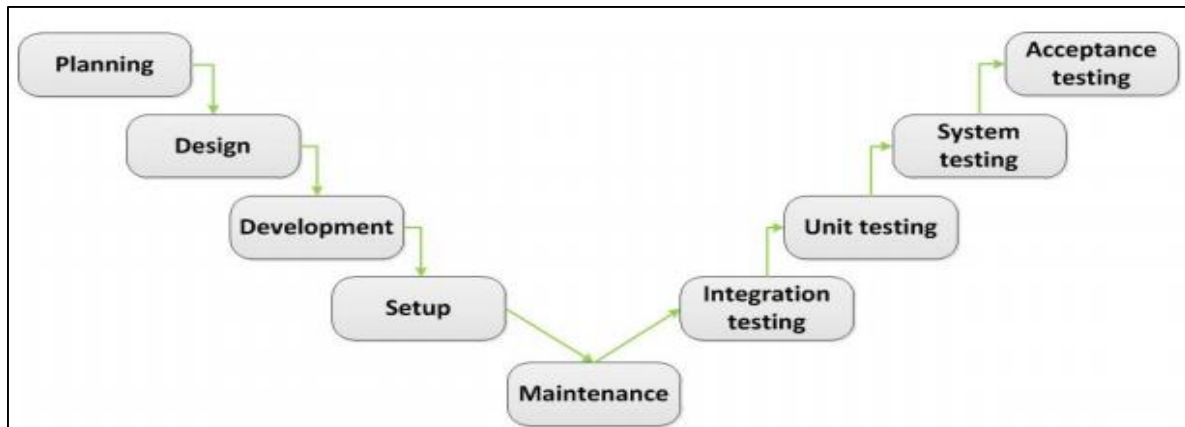 Planning
Design
Development
Setup
Maintenance
Integration
testing
Unit testing
System
testing
Acceptance
testing